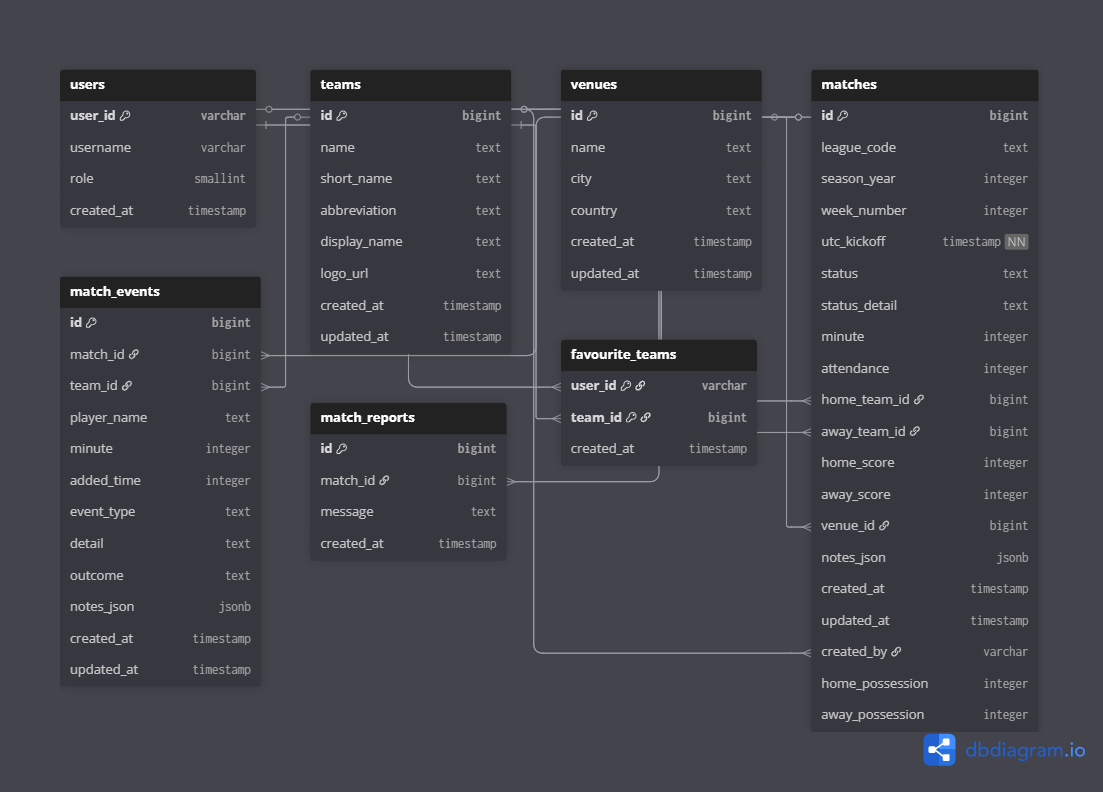 users
user_id varchar
username varchar
role smallint
created_at timestamp
teams
id bigint
name text
short_name text
abbreviation text
display_name text
logo_url text
created_at timestamp
updated_at timestamp
venues
id bigint
name text
city text
country text
created_at timestamp
updated_at timestamp
matches
id bigint
league_code text
season_year integer
week_number integer
utc_kickoff timestamp NN
status text
status_detail text
minute integer
attendance integer
home_team_id bigint
away_team_id bigint
home_score integer
away_score integer
venue_id bigint
notes_json jsonb
created_at timestamp
updated_at timestamp
created_by varchar
home_possession integer
away_possession integer
match_events
id bigint
match_id bigint
team_id bigint
player_name text
minute integer
added_time integer
event_type text
detail text
outcome text
notes_json jsonb
created_at timestamp
updated_at timestamp
match_reports
id bigint
match_id bigint
message text
created_at timestamp
favourite_teams
user_id varchar
team_id bigint
created_at timestamp
dbdiagram.io